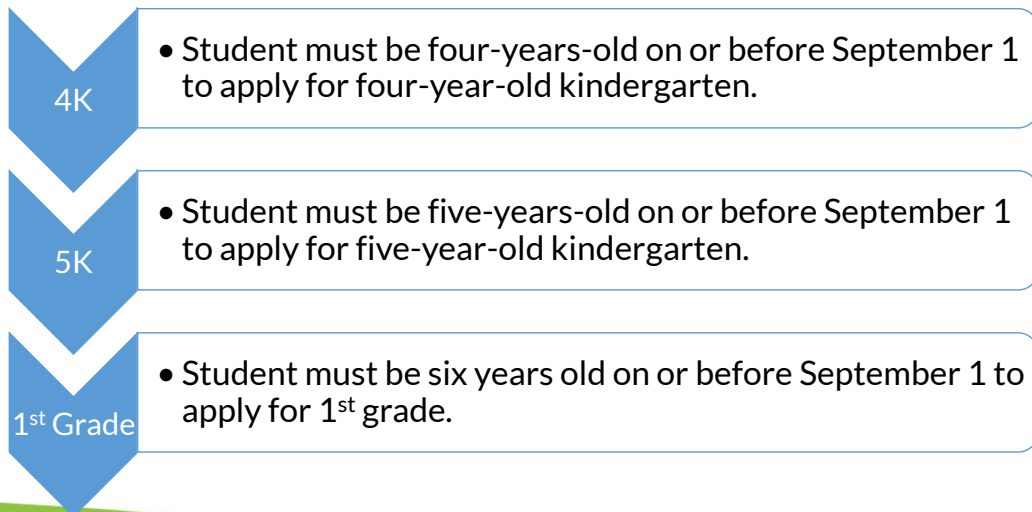 4K
• Student must be four-years-old on or before September 1
to apply for four-year-old kindergarten.
5K
• Student must be five-years-old on or before September 1
to apply for five-year-old kindergarten.
1st Grade
• Student must be six years old on or before September 1 to
apply for 1st grade.